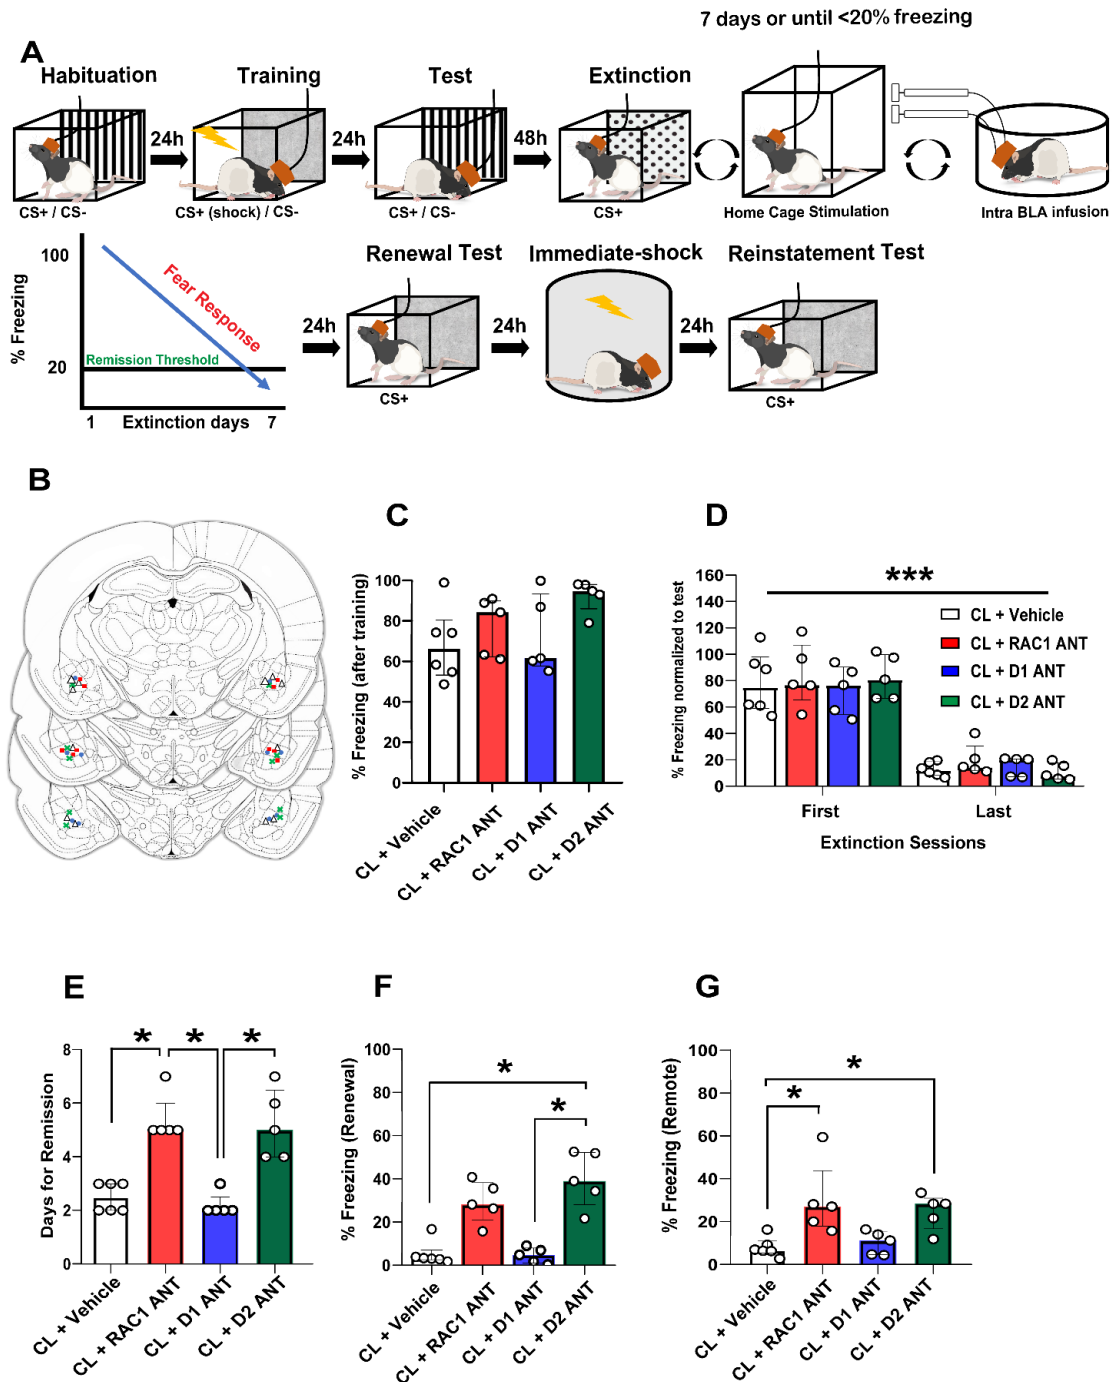 7 days or until <20% freezing
A
Habituation
Training
Test
Extinction
24h
24h
48h
CS+ / CS-
CS+ (shock) / CS-
CS+ / CS-
CS+
Home Cage Stimulation
Intra BLA infusion
% Freezing
100
20
Fear Response
Remission Threshold
1
Extinction days
7
24h
Renewal Test
CS+
24h
Immediate-shock
24h
Reinstatement Test
CS+
B
C
% Freezing (after training)
100
80
60
40
20
0
CL + Vehicle
CL + RAC1 ANT
CL + D1 ANT
CL + D2 ANT
D
% Freezing normalized to test
160
140
120
100
80
60
40
20
0
***
CL + Vehicle
CL + RAC1 ANT
CL + D1 ANT
CL + D2 ANT
First
Last
Extinction Sessions
E
Days for Remission
8
6
4
2
0
*
*
*
CL + Vehicle
CL + RAC1 ANT
CL + D1 ANT
CL + D2 ANT
F
% Freezing (Renewal)
100
80
60
40
20
0
*
*
CL + Vehicle
CL + RAC1 ANT
CL + D1 ANT
CL + D2 ANT
G
% Freezing (Remote)
100
80
60
40
20
0
*
*
CL + Vehicle
CL + RAC1 ANT
CL + D1 ANT
CL + D2 ANT